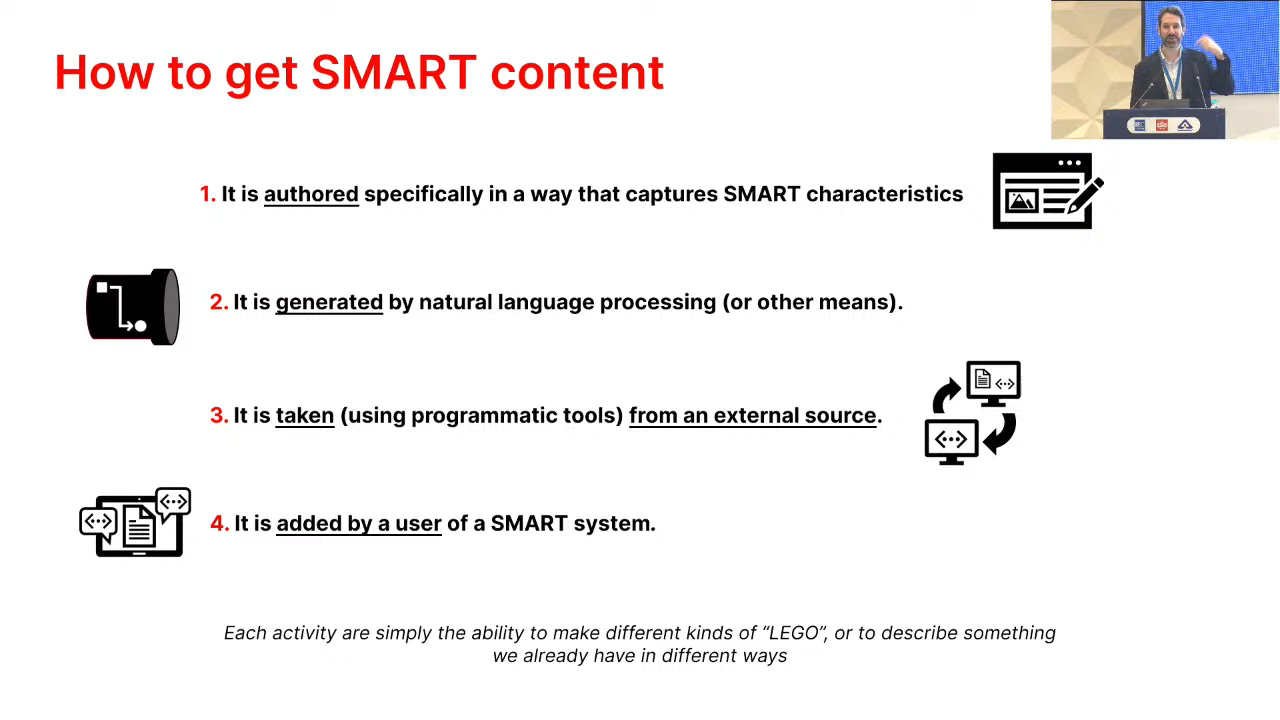 How to get SMART content
1. It is authored specifically in a way that captures SMART characteristics
2. It is generated by natural language processing (or other means).
3. It is taken (using programmatic tools) from an external source.
4. It is added by a user of a SMART system.
Each activity are simply the ability to make different kinds of “LEGO”, or to describe something
we already have in different ways